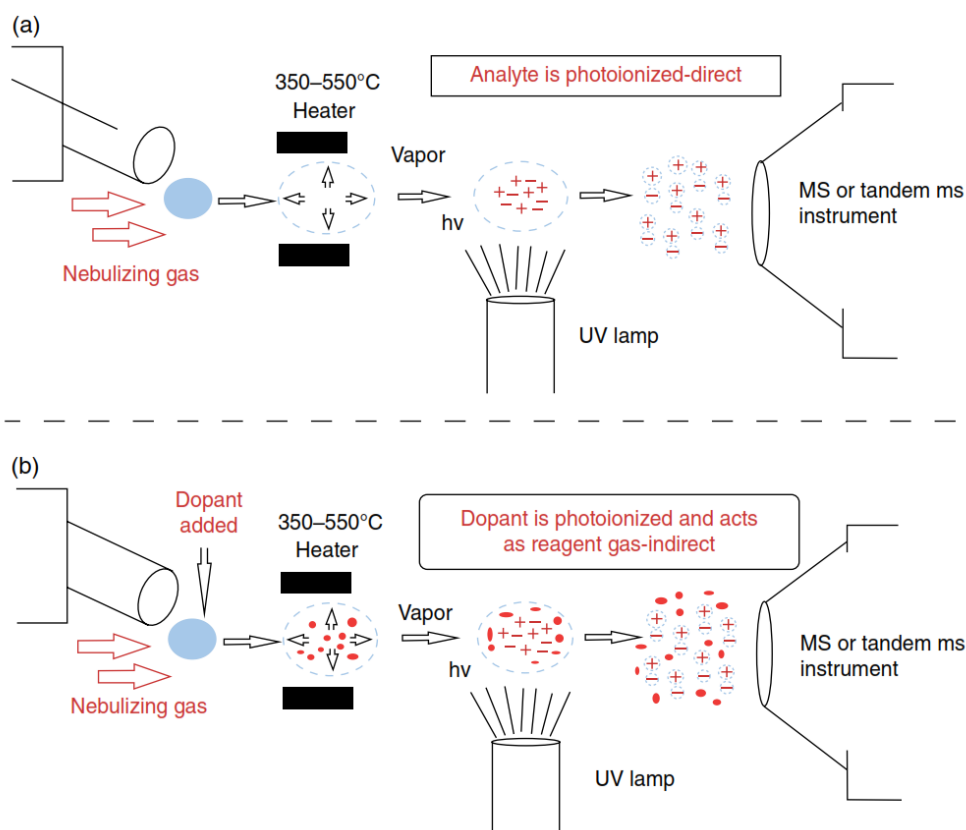 (a)
350–550°C
Heater
Analyte is photoionized-direct
Vapor
hv
MS or tandem ms
instrument
Nebulizing gas
UV lamp
(b)
Dopant
added
350–550°C
Heater
Dopant is photoionized and acts
as reagent gas-indirect
Vapor
hv
MS or tandem ms
instrument
Nebulizing gas
UV lamp